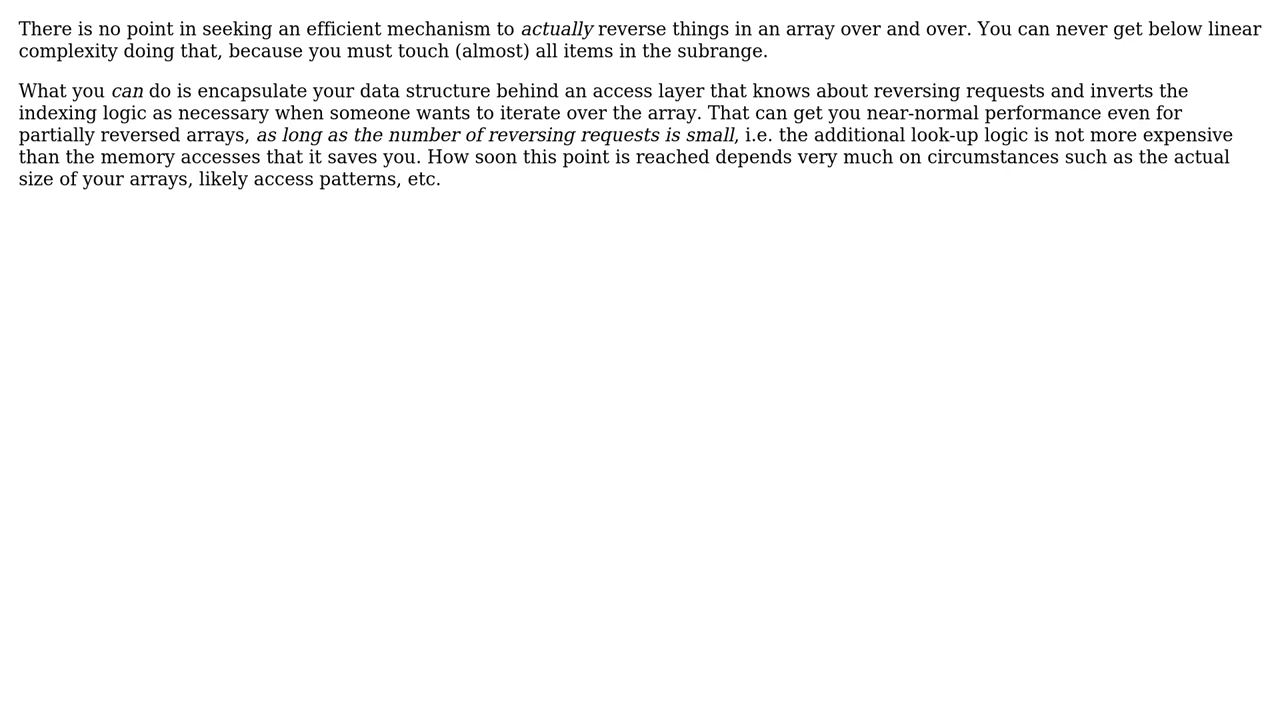 There is no point in seeking an efficient mechanism to actually reverse things in an array over and over. You can never get below linear
complexity doing that, because you must touch (almost) all items in the subrange.
What you can do is encapsulate your data structure behind an access layer that knows about reversing requests and inverts the
indexing logic as necessary when someone wants to iterate over the array. That can get you near-normal performance even for
partially reversed arrays, as long as the number of reversing requests is small, i.e. the additional look-up logic is not more expensive
than the memory accesses that it saves you. How soon this point is reached depends very much on circumstances such as the actual
size of your arrays, likely access patterns, etc.